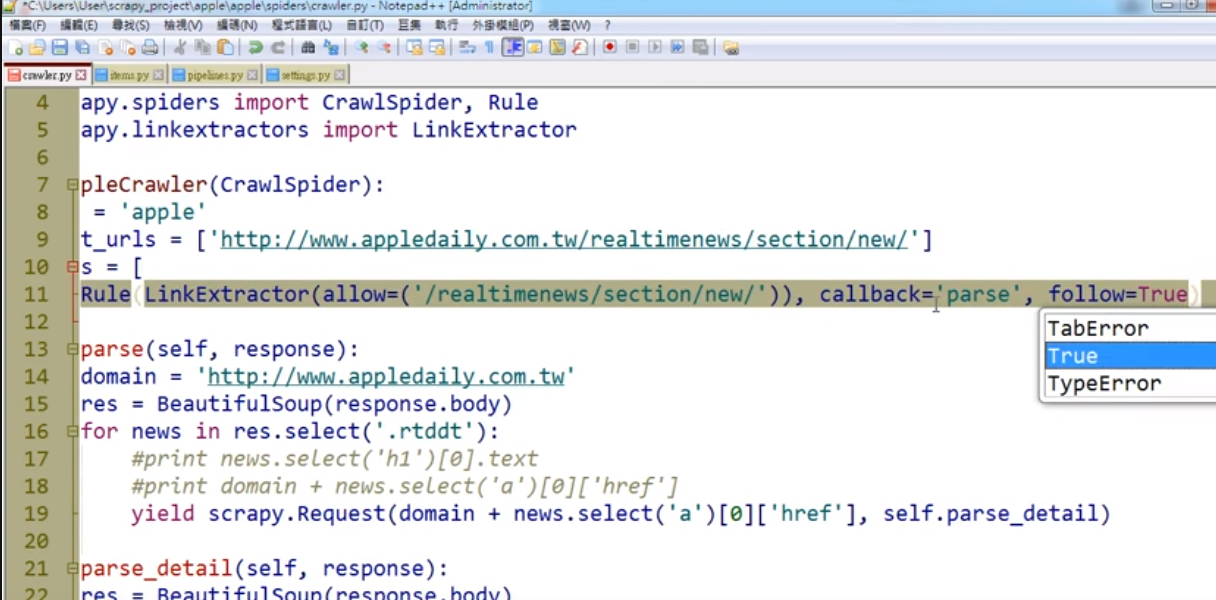 *C:\Users\User\scrapy_project\apple\apple\spiders\crawler.py - Notepad++ [Administrator]
檔案(F) 編輯(E) 尋找(S) 檢視(V) 編碼(N) 程式語言(L) 自訂(T) 巨集 執行 外掛模組(P) 視窗(W) ?
crawler.py items.py pipelines.py settings.py
4 apy.spiders import CrawlSpider, Rule
5 apy.linkextractors import LinkExtractor
6
7 pleCrawler(CrawlSpider):
8 = 'apple'
9 t_urls = ['http://www.appledaily.com.tw/realtimenews/section/new/']
10 s = [
11 Rule(LinkExtractor(allow=('/realtimenews/section/new/')), callback='parse', follow=True)
12
TabError
13 parse(self, response):
True
14 domain = 'http://www.appledaily.com.tw'
TypeError
15 res = BeautifulSoup(response.body)
16 for news in res.select('.rtddt'):
17 #print news.select('h1')[0].text
18 #print domain + news.select('a')[0]['href']
19 yield scrapy.Request(domain + news.select('a')[0]['href'], self.parse_detail)
20
21 parse_detail(self, response):
22 res = BeautifulSoup(response.body)